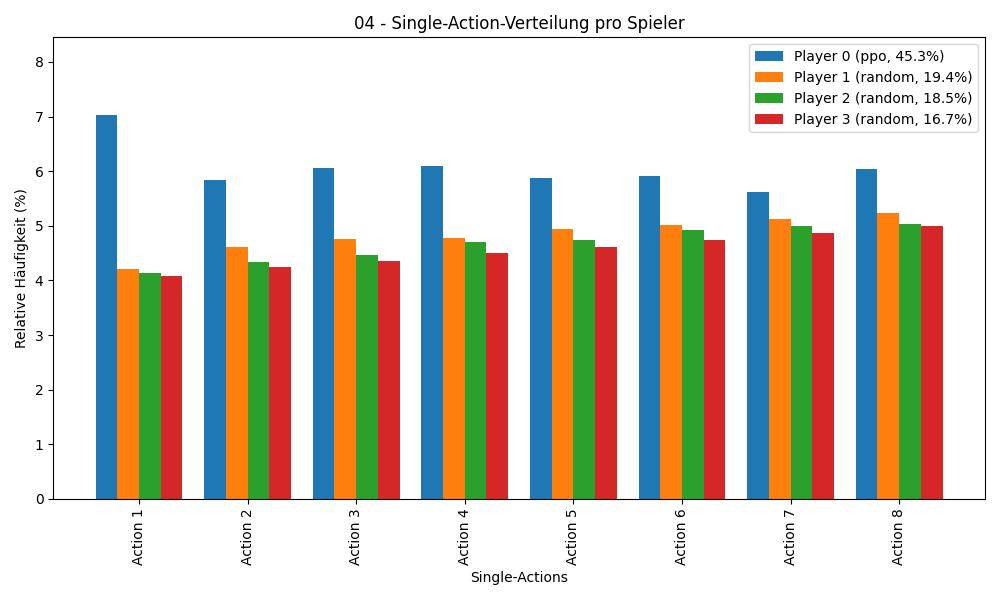 04 - Single-Action-Verteilung pro Spieler
Player 0 (ppo, 45.3%)
Player 1 (random, 19.4%)
Player 2 (random, 18.5%)
Player 3 (random, 16.7%)
Relative Häufigkeit (%)
8
7
6
5
4
3
2
1
0
Action 1
Action 2
Action 3
Action 4
Action 5
Action 6
Action 7
Action 8
Single-Actions